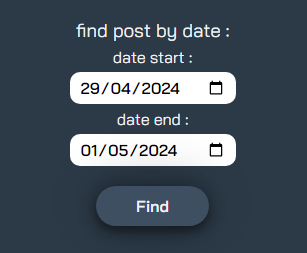 find post by date :
date start :
29/04/2024
date end :
01/05/2024
Find